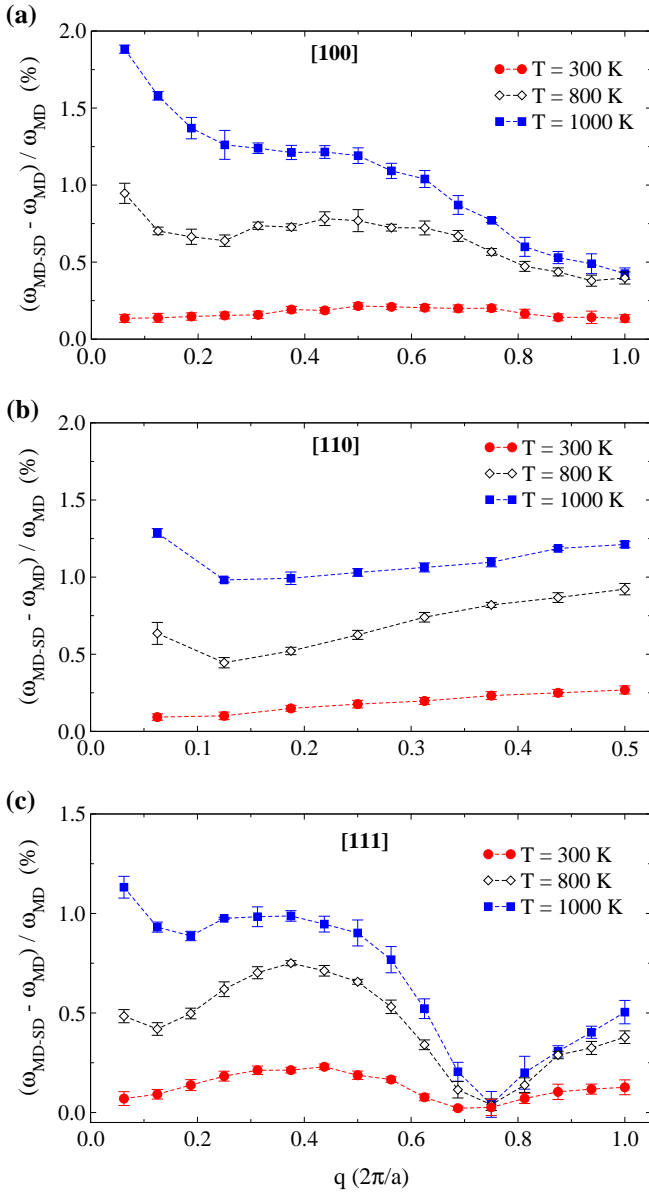 (a)
2.0
1.5
1.0
0.5
0.0
(ω_MD-SD - ω_MD) / ω_MD (%)
[100]
T = 300 K
T = 800 K
T = 1000 K
0.0 0.2 0.4 0.6 0.8 1.0
(b)
2.0
1.5
1.0
0.5
0.0
(ω_MD-SD - ω_MD) / ω_MD (%)
[110]
T = 300 K
T = 800 K
T = 1000 K
0.0 0.1 0.2 0.3 0.4 0.5
(c)
1.5
1.0
0.5
0.0
(ω_MD-SD - ω_MD) / ω_MD (%)
[111]
T = 300 K
T = 800 K
T = 1000 K
0.0 0.2 0.4 0.6 0.8 1.0
q (2π/a)